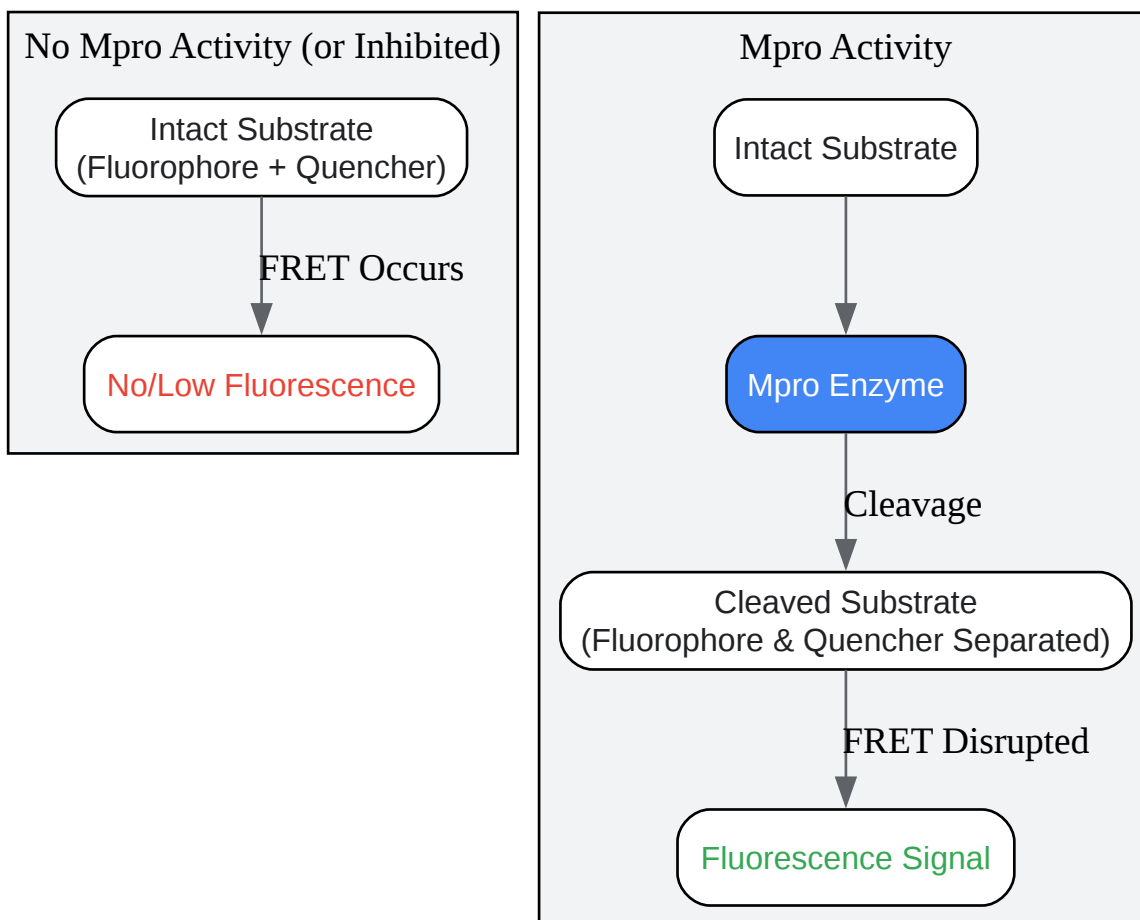 No Mpro Activity (or Inhibited)
Intact Substrate
(Fluorophore + Quencher)
FRET Occurs
No/Low Fluorescence
Mpro Activity
Intact Substrate
Mpro Enzyme
Cleavage
Cleaved Substrate
(Fluorophore & Quencher Separated)
FRET Disrupted
Fluorescence Signal